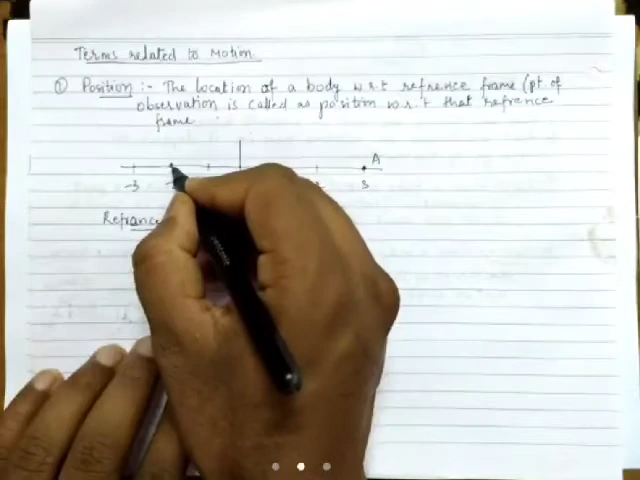 Terms related to Motion
① Position :- The location of a body w.r.t refrence frame (pt. of
observation is called as position w.r.t that refrence
frame
A
-3 3
Refrance